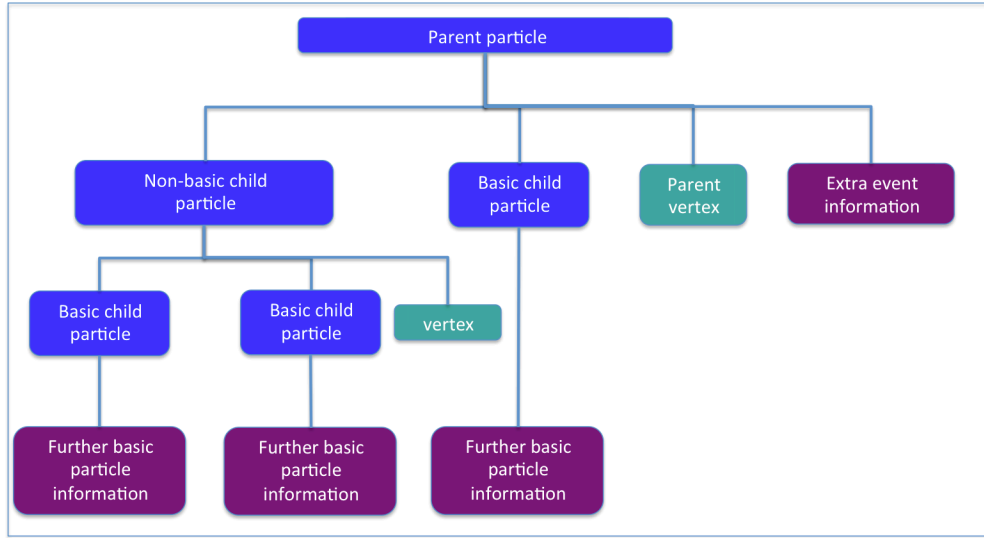 Parent particle
Non-basic child
particle
Basic child
particle
Parent
vertex
Extra event
information
Basic child
particle
Basic child
particle
vertex
Further basic
particle
information
Further basic
particle
information
Further basic
particle
information